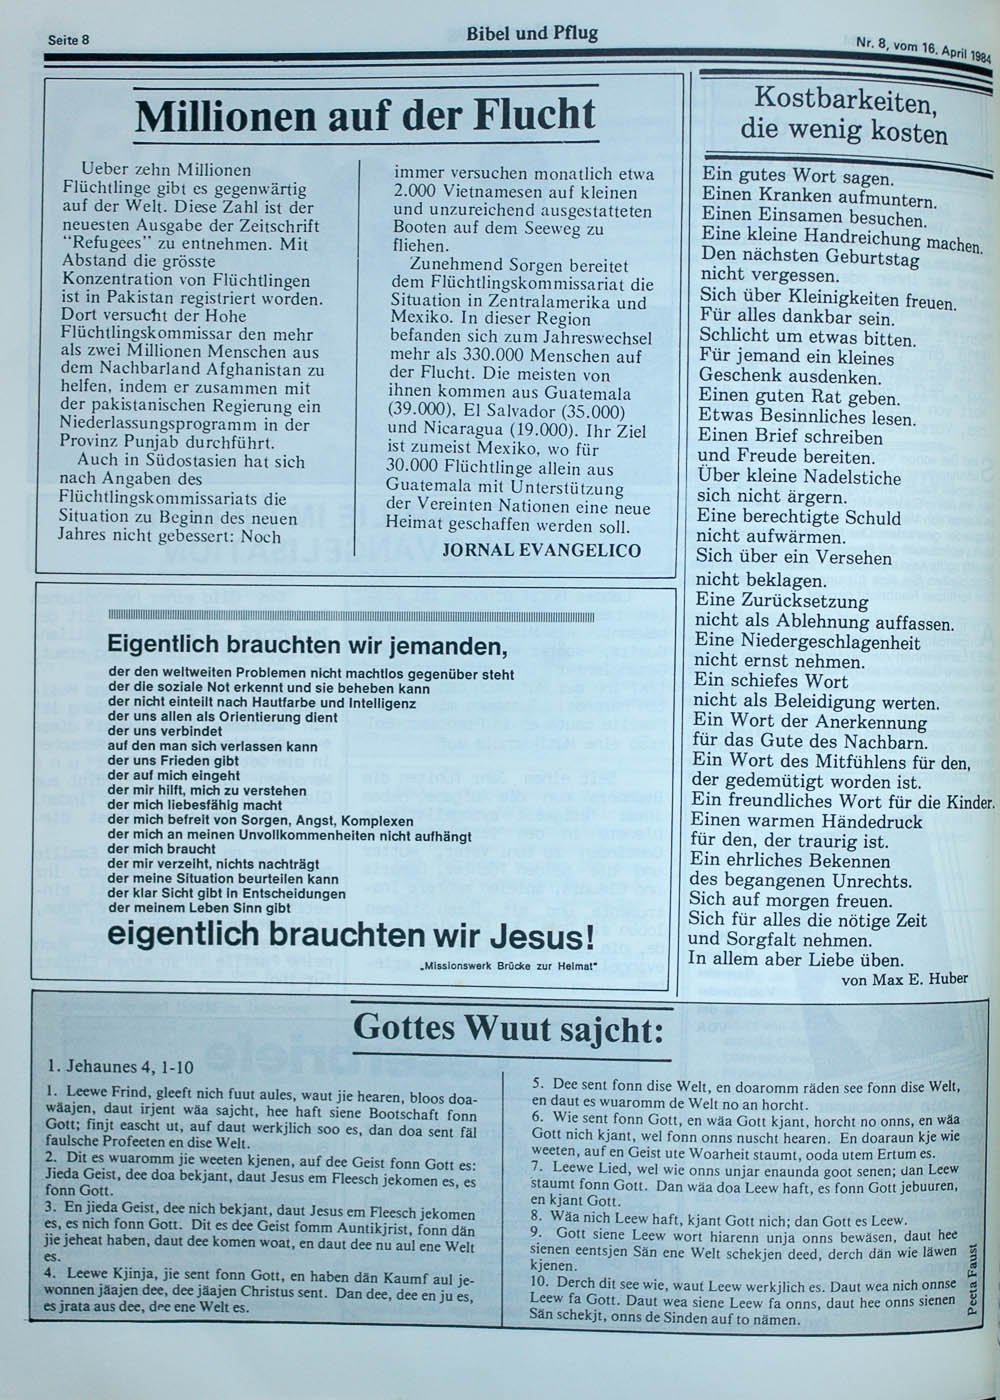 Seite 8
Bibel und Pflug
Nr. 8, vom 16. April 1984
Millionen auf der Flucht
Ueber zehn Millionen
Flüchtlinge gibt es gegenwärtig
auf der Welt. Diese Zahl ist der
neuesten Ausgabe der Zeitschrift
"Refugees" zu entnehmen. Mit
Abstand die grösste
Konzentration von Flüchtlingen
ist in Pakistan registriert worden.
Dort versucht der Hohe
Flüchtlingskommissar den mehr
als zwei Millionen Menschen aus
dem Nachbarland Afghanistan zu
helfen, indem er zusammen mit
der pakistanischen Regierung ein
Niederlassungsprogramm in der
Provinz Punjab durchführt.
Auch in Südostasien hat sich
nach Angaben des
Flüchtlingskommissariats die
Situation zu Beginn des neuen
Jahres nicht gebessert: Noch
immer versuchen monatlich etwa
2.000 Vietnamesen auf kleinen
und unzureichend ausgestatteten
Booten auf dem Seeweg zu
fliehen.
Zunehmend Sorgen bereitet
dem Flüchtlingskommissariat die
Situation in Zentralamerika und
Mexiko. In dieser Region
befanden sich zum Jahreswechsel
mehr als 330.000 Menschen auf
der Flucht. Die meisten von
ihnen kommen aus Guatemala
(39.000), El Salvador (35.000)
und Nicaragua (19.000). Ihr Ziel
ist zumeist Mexiko, wo für
30.000 Flüchtlinge allein aus
Guatemala mit Unterstützung
der Vereinten Nationen eine neue
Heimat geschaffen werden soll.
JORNAL EVANGELICO
Kostbarkeiten,
die wenig kosten
Ein gutes Wort sagen.
Einen Kranken aufmuntern.
Einen Einsamen besuchen.
Eine kleine Handreichung machen.
Den nächsten Geburtstag
nicht vergessen.
Sich über Kleinigkeiten freuen.
Für alles dankbar sein.
Schlicht um etwas bitten.
Für jemand ein kleines
Geschenk ausdenken.
Einen guten Rat geben.
Etwas Besinnliches lesen.
Einen Brief schreiben
und Freude bereiten.
Über kleine Nadelstiche
sich nicht ärgern.
Eine berechtigte Schuld
nicht aufwärmen.
Sich über ein Versehen
nicht beklagen.
Eine Zurücksetzung
nicht als Ablehnung auffassen.
Eine Niedergeschlagenheit
nicht ernst nehmen.
Ein schiefes Wort
nicht als Beleidigung werten.
Ein Wort der Anerkennung
für das Gute des Nachbarn.
Ein Wort des Mitfühlens für den,
der gedemütigt worden ist.
Ein freundliches Wort für die Kinder.
Einen warmen Händedruck
für den, der traurig ist.
Ein ehrliches Bekennen
des begangenen Unrechts.
Sich auf morgen freuen.
Sich für alles die nötige Zeit
und Sorgfalt nehmen.
In allem aber Liebe üben.
von Max E. Huber
Eigentlich brauchten wir jemanden,
der den weltweiten Problemen nicht machtlos gegenüber steht
der die soziale Not erkennt und sie beheben kann
der nicht einteilt nach Hautfarbe und Intelligenz
der uns allen als Orientierung dient
der uns verbindet
auf den man sich verlassen kann
der uns Frieden gibt
der auf mich eingeht
der mir hilft, mich zu verstehen
der mich liebesfähig macht
der mich befreit von Sorgen, Angst, Komplexen
der mich an meinen Unvollkommenheiten nicht aufhängt
der mich braucht
der mir verzeiht, nichts nachträgt
der meine Situation beurteilen kann
der klar Sicht gibt in Entscheidungen
der meinem Leben Sinn gibt
eigentlich brauchten wir Jesus!
„Missionswerk Brücke zur Heimat"
Gottes Wuut sajcht:
1. Jehaunes 4, 1-10
1. Leewe Frind, gleeft nich fuut aules, waut jie hearen, bloos doa-
wäajen, daut irjent wäa sajcht, hee haft siene Bootschaft fonn
Gott; finjt eascht ut, auf daut werkjlich soo es, dan doa sent fäl
faulsche Profeeten en dise Welt.
2. Dit es wuaromm jie weeten kjenen, auf dee Geist fonn Gott es:
Jieda Geist, dee doa bekjant, daut Jesus em Fleesch jekomen es, es
fonn Gott.
3. En jieda Geist, dee nich bekjant, daut Jesus em Fleesch jekomen
es, es nich fonn Gott. Dit es dee Geist fomm Auntikjrist, fonn dän
jie jeheat haben, daut dee komen woat, en daut dee nu aul ene Welt
es.
4. Leewe Kjinja, jie sent fonn Gott, en haben dän Kaumf aul je-
wonnen jäajen dee, dee jäajen Christus sent. Dan dee, dee en ju es,
es jrata aus dee, dee ene Welt es.
5. Dee sent fonn dise Welt, en doaromm räden see fonn dise Welt,
en daut es wuaromm de Welt no an horcht.
6. Wie sent fonn Gott, en wäa Gott kjant, horcht no onns, en wäa
Gott nich kjant, wel fonn onns nuscht hearen. En doaraun kje wie
weeten, auf en Geist ute Woarheit staumt, ooda utem Ertum es.
7. Leewe Lied, wel wie onns unjar enaunda goot senen; dan Leew
staumt fonn Gott. Dan wäa doa Leew haft, es fonn Gott jebuuren,
en kjant Gott.
8. Wäa nich Leew haft, kjant Gott nich; dan Gott es Leew.
9. Gott siene Leew wort hiarenn unja onns bewäsen, daut hee
sienen eentsjen Sän ene Welt schekjen deed, derch dän wie läwen
kjenen.
10. Derch dit see wie, waut Leew werkjlich es. Daut wea nich onnse
Leew fa Gott. Daut wea siene Leew fa onns, daut hee onns sienen
Sän schekjt, onns de Sinden auf to nämen.
Peeta Faust